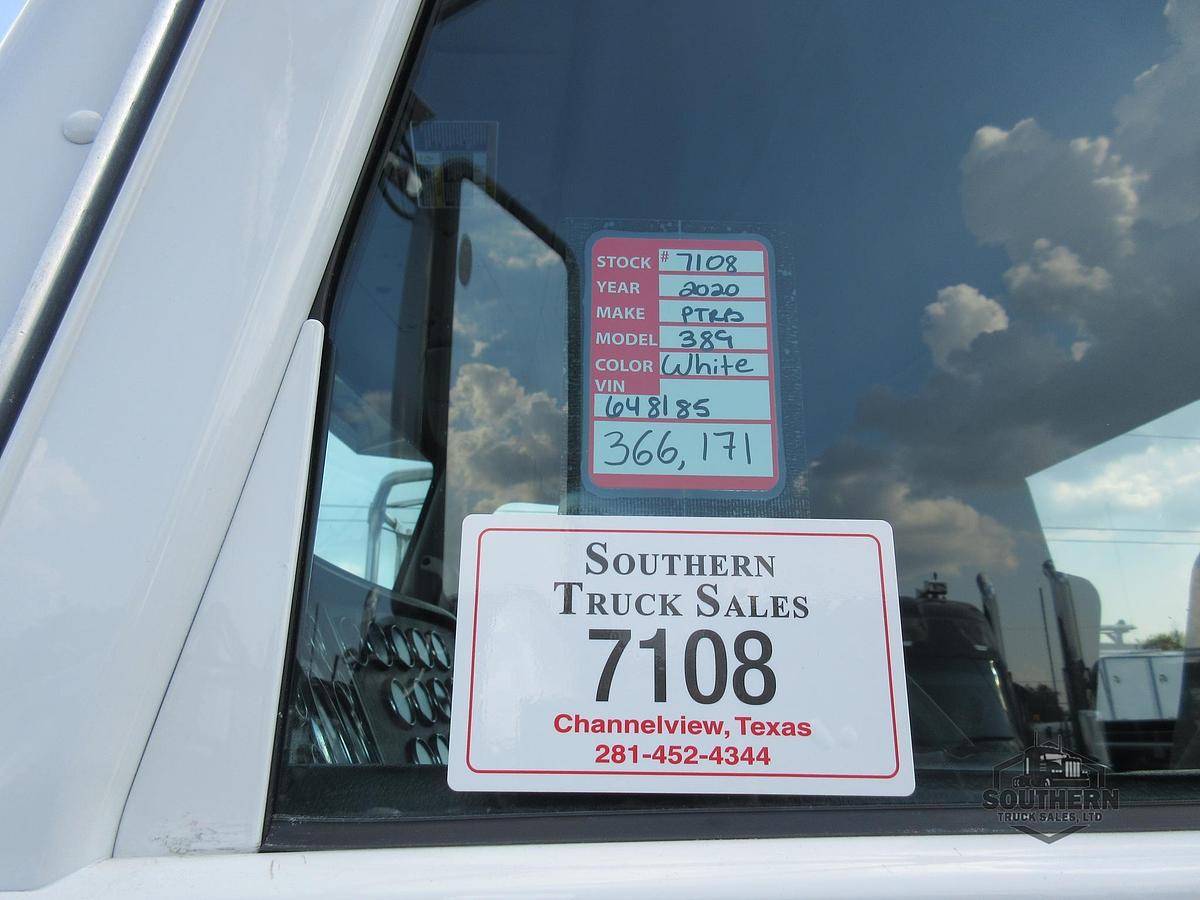 STOCK # 7108
YEAR 2020
MAKE PTRB
MODEL 389
COLOR White
VIN
648185
366,171
SOUTHERN
TRUCK SALES
7108
Channelview, Texas
281-452-4344
SOUTHERN
TRUCK SALES, LTD